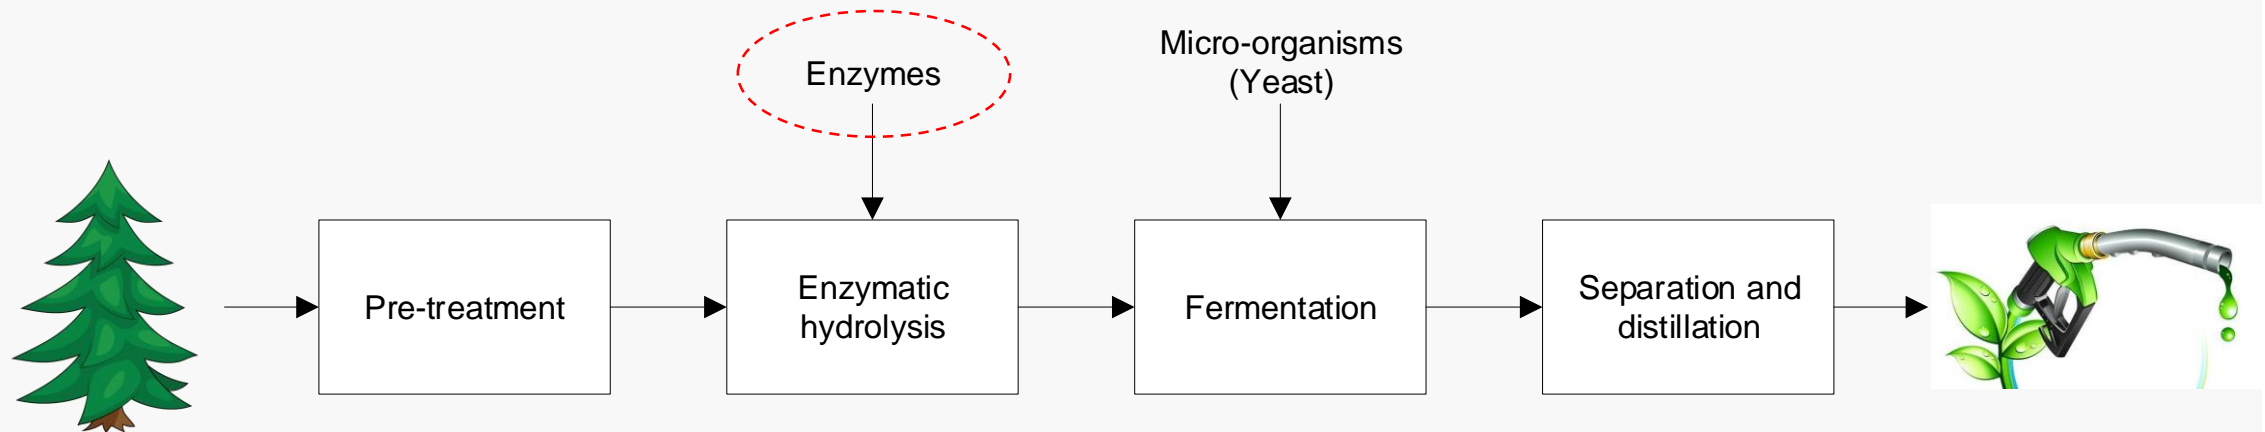 Enzymes
Micro-organisms
(Yeast)
Pre-treatment
Enzymatic
hydrolysis
Fermentation
Separation and
distillation